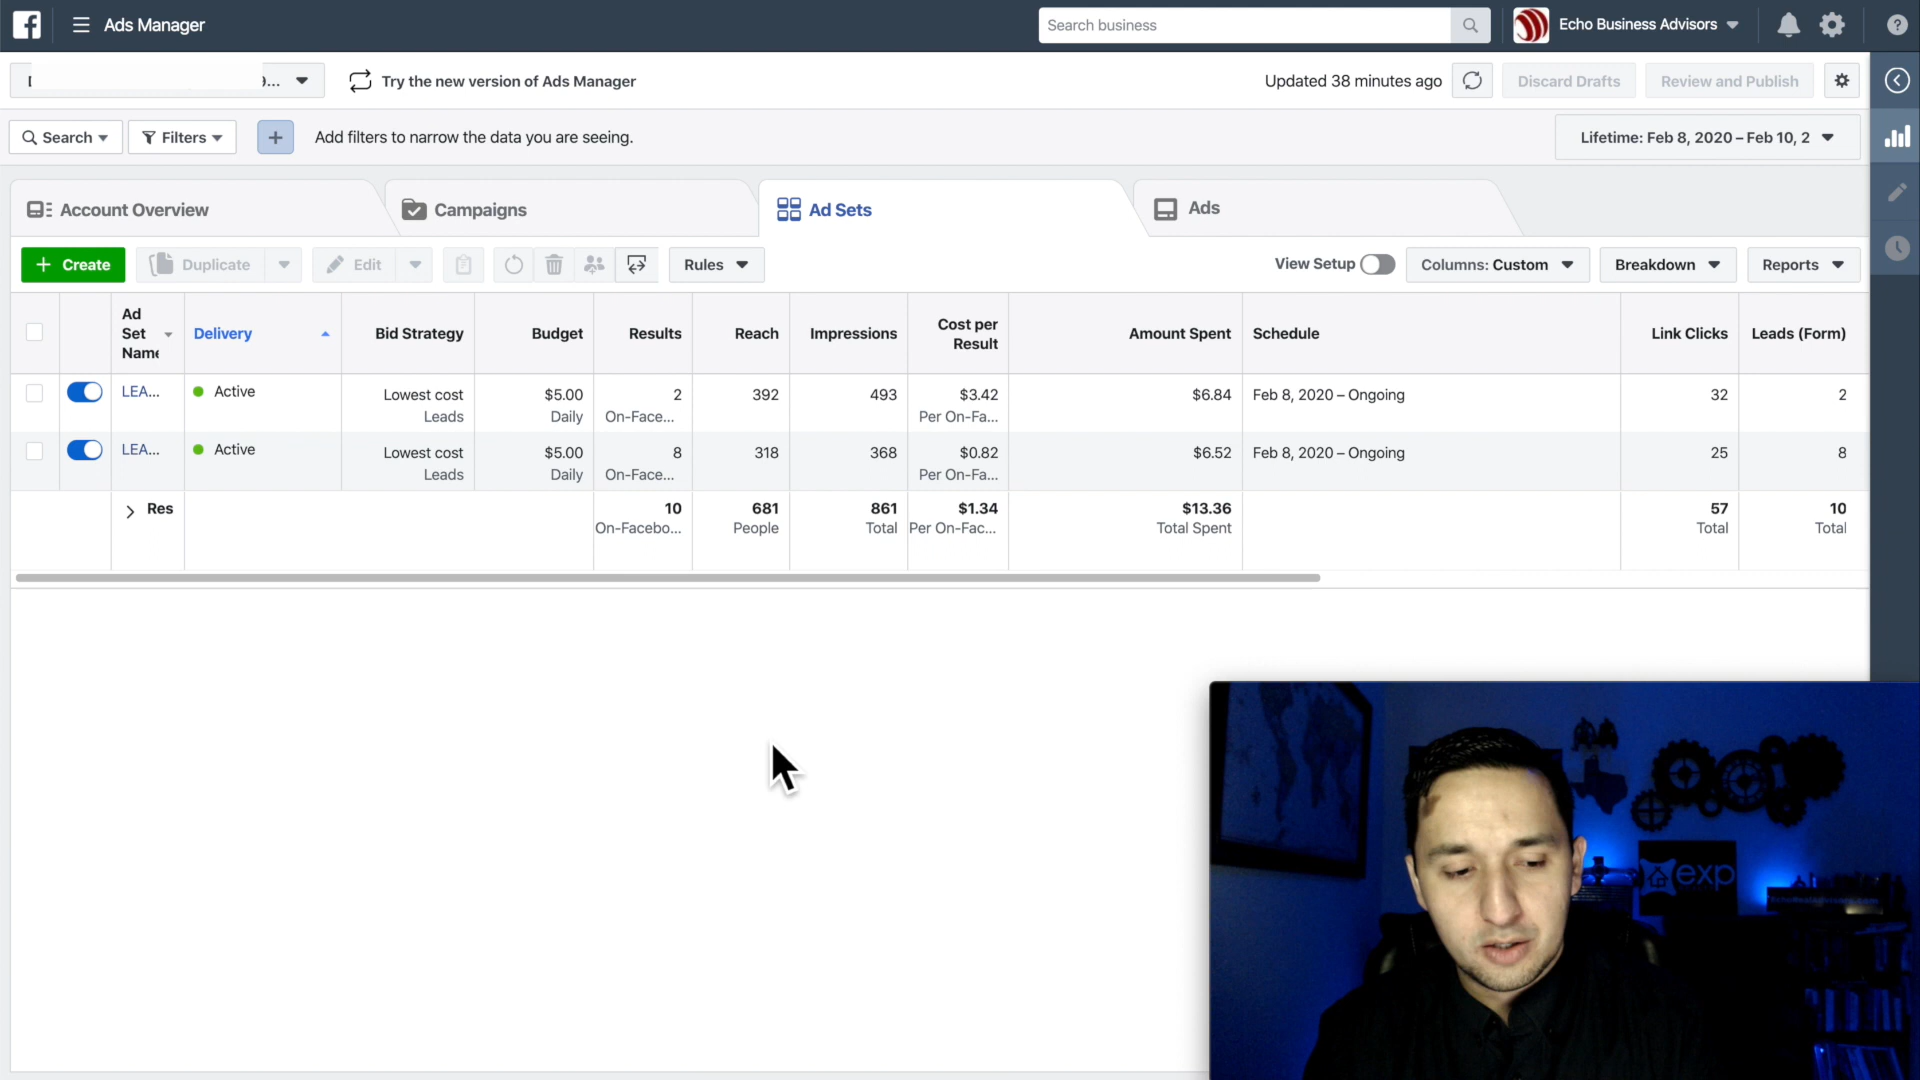 Ads Manager
Search business
Echo Business Advisors
Try the new version of Ads Manager
Updated 38 minutes ago
Discard Drafts
Review and Publish
Search
Filters
Add filters to narrow the data you are seeing.
Lifetime: Feb 8, 2020 – Feb 10, 2
Account Overview
Campaigns
Ad Sets
Ads
+ Create
Duplicate
Edit
Rules
View Setup
Columns: Custom
Breakdown
Reports
Ad Set Name
Delivery
Bid Strategy
Budget
Results
Reach
Impressions
Cost per Result
Amount Spent
Schedule
Link Clicks
Leads (Form)
LEA... Active Lowest cost $5.00 2 392 493 $3.42 $6.84 Feb 8, 2020 – Ongoing 32 2
Leads Daily On-Face... Per On-Fa...
LEA... Active Lowest cost $5.00 8 318 368 $0.82 $6.52 Feb 8, 2020 – Ongoing 25 8
Leads Daily On-Face... Per On-Fa...
Res 10 681 861 $1.34 $13.36 57 10
On-Facebo... People Total Per On-Fac... Total Spent Total Total
exp